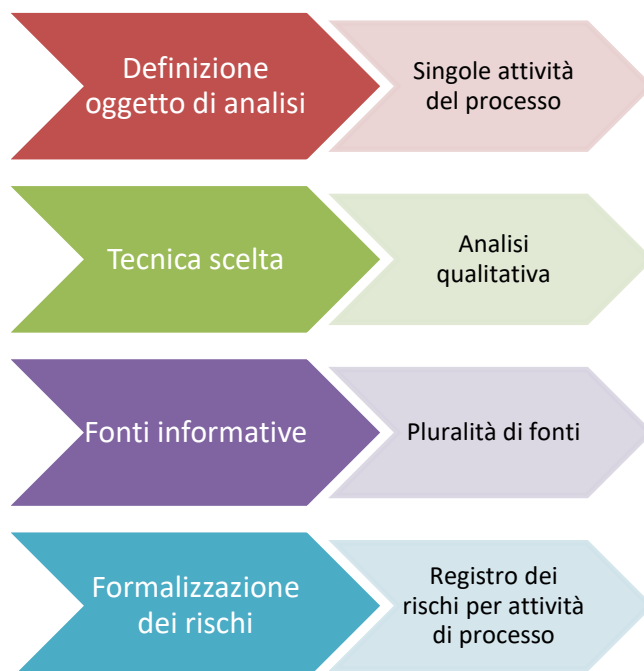 Definizione
oggetto di analisi
Singole attività
del processo
Tecnica scelta
Analisi
qualitativa
Fonti informative
Pluralità di fonti
Formalizzazione
dei rischi
Registro dei
rischi per attività
di processo